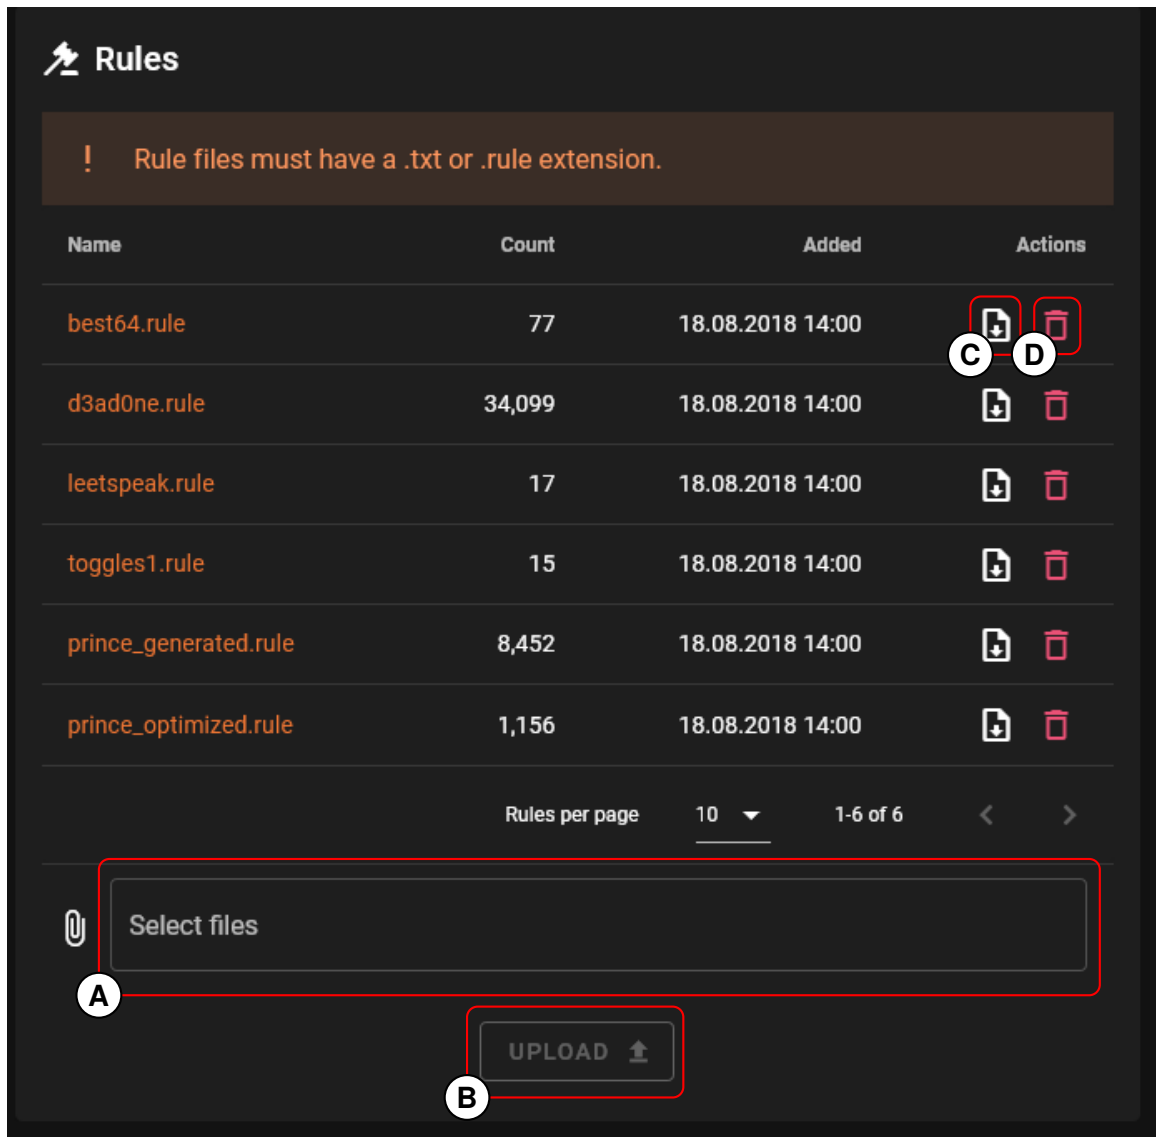 Rules
! Rule files must have a .txt or .rule extension.
Name Count Added Actions
best64.rule 77 18.08.2018 14:00
C D
d3ad0ne.rule 34,099 18.08.2018 14:00
leetspeak.rule 17 18.08.2018 14:00
toggles1.rule 15 18.08.2018 14:00
prince_generated.rule 8,452 18.08.2018 14:00
prince_optimized.rule 1,156 18.08.2018 14:00
Rules per page 10 1-6 of 6
Select files
A
UPLOAD
B